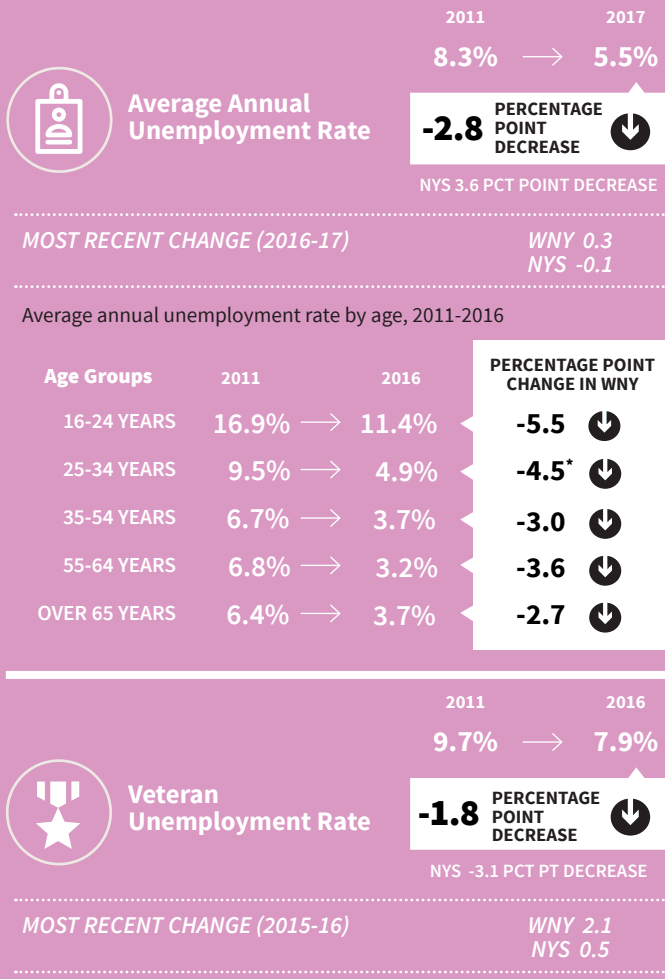 2011 2017
8.3% → 5.5%
Average Annual
Unemployment Rate
-2.8 PERCENTAGE
POINT
DECREASE
NYS 3.6 PCT POINT DECREASE
MOST RECENT CHANGE (2016-17) WNY 0.3
NYS -0.1
Average annual unemployment rate by age, 2011-2016
PERCENTAGE POINT
CHANGE IN WNY
Age Groups 2011 2016
16-24 YEARS 16.9% → 11.4% -5.5
25-34 YEARS 9.5% → 4.9% -4.5*
35-54 YEARS 6.7% → 3.7% -3.0
55-64 YEARS 6.8% → 3.2% -3.6
OVER 65 YEARS 6.4% → 3.7% -2.7
2011 2016
9.7% → 7.9%
Veteran
Unemployment Rate
-1.8 PERCENTAGE
POINT
DECREASE
NYS -3.1 PCT PT DECREASE
MOST RECENT CHANGE (2015-16) WNY 2.1
NYS 0.5